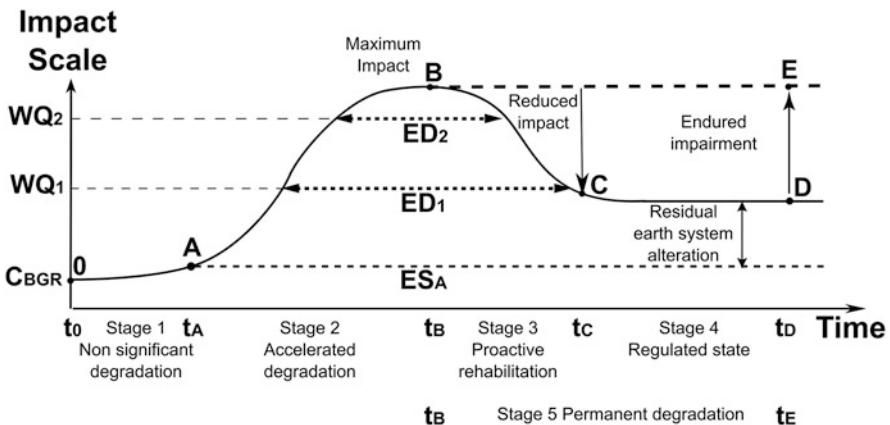 Impact
Scale
Maximum
Impact
B
E
WQ2
Reduced
impact
Endured
impairment
ED2
WQ1
ED1
C
D
Residual
earth system
alteration
A
0
CBGR
ESA
t0
Stage 1
Non significant
degradation
tA
Stage 2
Accelerated
degradation
tB
Stage 3
Proactive
rehabilitation
tC
Stage 4
Regulated state
tD
Time
tB
Stage 5 Permanent degradation
tE